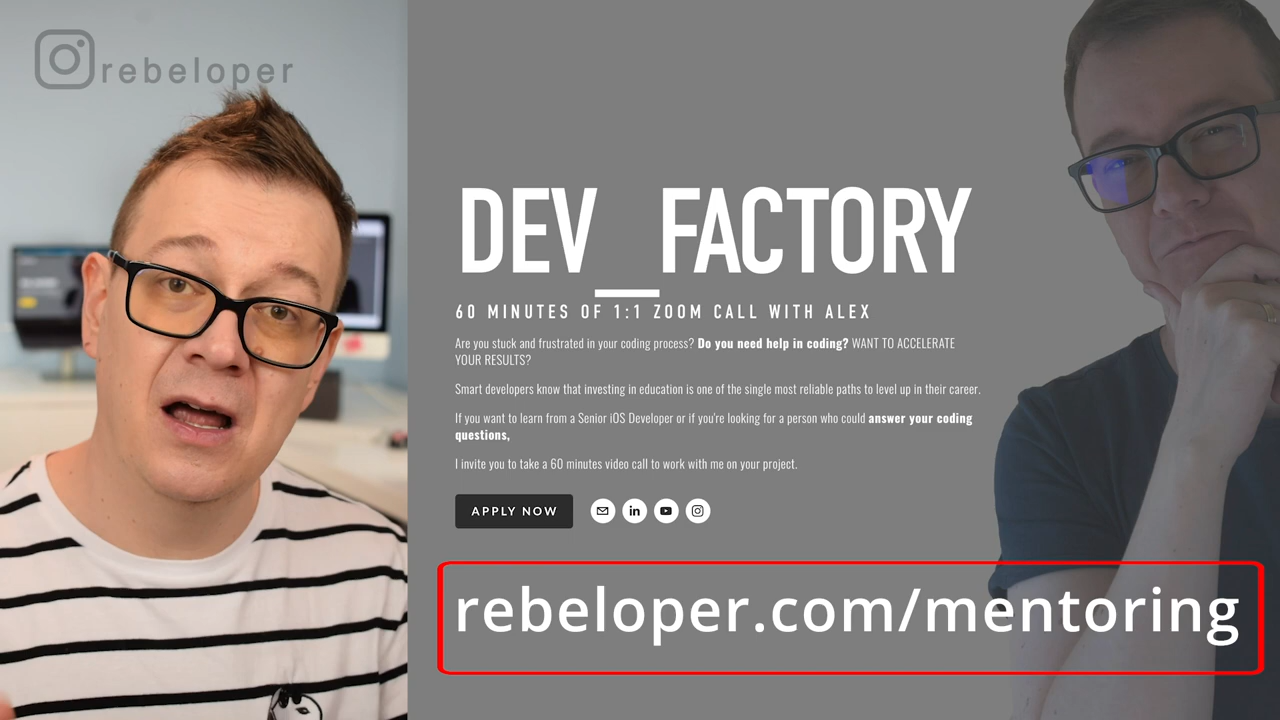 rebeloper
DEV_FACTORY
60 MINUTES OF 1:1 ZOOM CALL WITH ALEX
Are you stuck and frustrated in your coding process? Do you need help in coding? WANT TO ACCELERATE
YOUR RESULTS?
Smart developers know that investing in education is one of the single most reliable paths to level up in their career.
If you want to learn from a Senior iOS Developer or if you're looking for a person who could answer your coding
questions,
I invite you to take a 60 minutes video call to work with me on your project.
APPLY NOW
in
rebeloper.com/mentoring